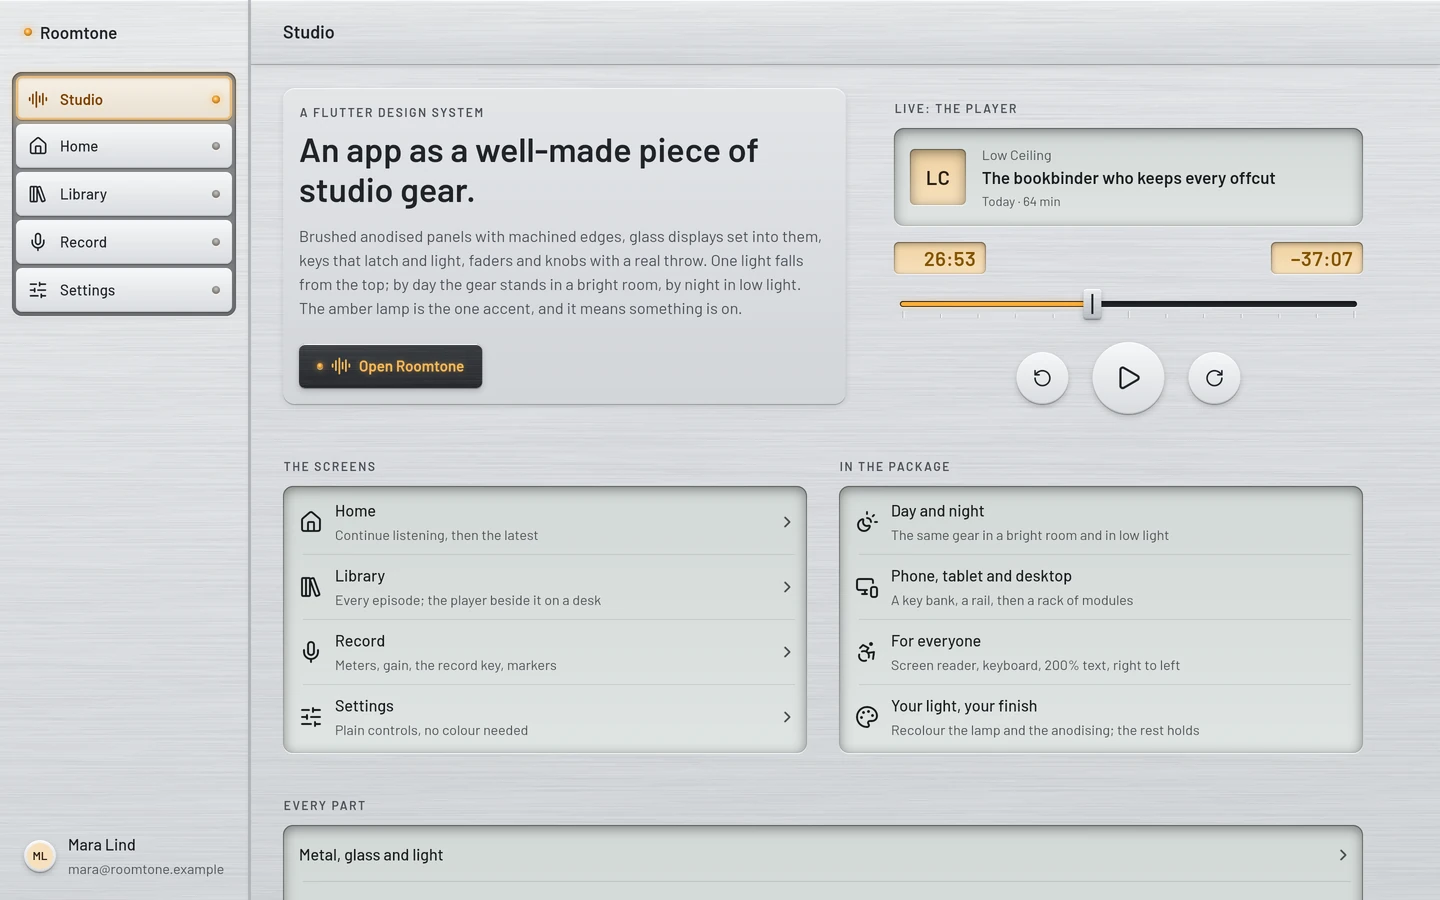 Roomtone
Studio
Home
Library
Record
Settings
Mara Lind
ML
mara@roomtone.example
Studio
A FLUTTER DESIGN SYSTEM
An app as a well-made piece of
studio gear.
Brushed anodised panels with machined edges, glass displays set into them,
keys that latch and light, faders and knobs with a real throw. One light falls
from the top; by day the gear stands in a bright room, by night in low light.
The amber lamp is the one accent, and it means something is on.
Open Roomtone
LIVE: THE PLAYER
LC
Low Ceiling
The bookbinder who keeps every offcut
Today · 64 min
26:53
−37:07
THE SCREENS
Home
Continue listening, then the latest
Library
Every episode; the player beside it on a desk
Record
Meters, gain, the record key, markers
Settings
Plain controls, no colour needed
IN THE PACKAGE
Day and night
The same gear in a bright room and in low light
Phone, tablet and desktop
A key bank, a rail, then a rack of modules
For everyone
Screen reader, keyboard, 200% text, right to left
Your light, your finish
Recolour the lamp and the anodising; the rest holds
EVERY PART
Metal, glass and light